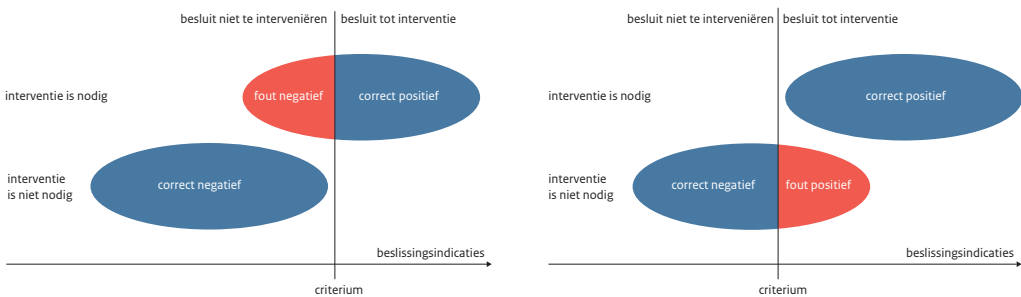 besluit niet te interveniëren
besluit tot interventie
interventie is nodig
fout negatief
correct positief
interventie
is niet nodig
correct negatief
beslissingsindicaties
criterium
besluit niet te interveniëren
besluit tot interventie
interventie is nodig
correct positief
interventie
is niet nodig
correct negatief
fout positief
beslissingsindicaties
criterium